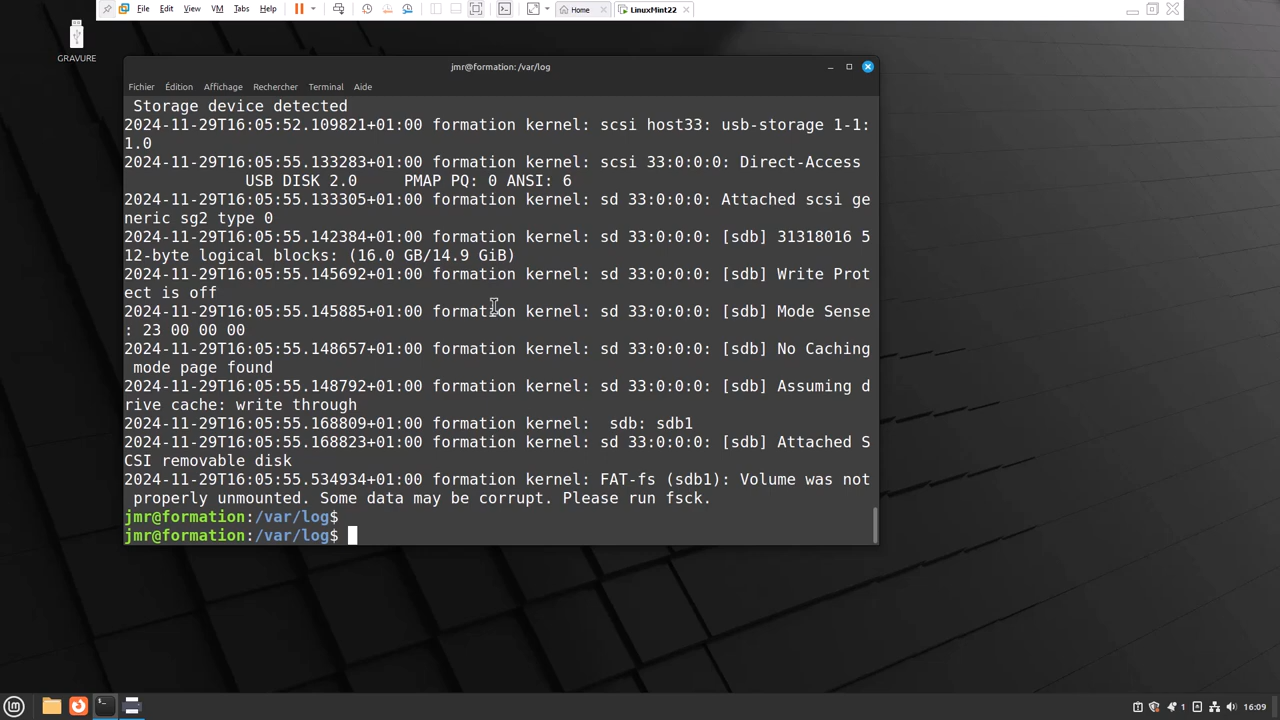 File Edit View VM Tabs Help Home LinuxMint22
GRAVURE
jmr@formation: /var/log
Fichier Édition Affichage Rechercher Terminal Aide
Storage device detected
2024-11-29T16:05:52.109821+01:00 formation kernel: scsi host33: usb-storage 1-1:
1.0
2024-11-29T16:05:55.133283+01:00 formation kernel: scsi 33:0:0:0: Direct-Access
USB DISK 2.0     PMAP PQ: 0 ANSI: 6
2024-11-29T16:05:55.133305+01:00 formation kernel: sd 33:0:0:0: Attached scsi ge
neric sg2 type 0
2024-11-29T16:05:55.142384+01:00 formation kernel: sd 33:0:0:0: [sdb] 31318016 5
12-byte logical blocks: (16.0 GB/14.9 GiB)
2024-11-29T16:05:55.145692+01:00 formation kernel: sd 33:0:0:0: [sdb] Write Prot
ect is off
2024-11-29T16:05:55.145885+01:00 formation kernel: sd 33:0:0:0: [sdb] Mode Sense
: 23 00 00 00
2024-11-29T16:05:55.148657+01:00 formation kernel: sd 33:0:0:0: [sdb] No Caching
mode page found
2024-11-29T16:05:55.148792+01:00 formation kernel: sd 33:0:0:0: [sdb] Assuming d
rive cache: write through
2024-11-29T16:05:55.168809+01:00 formation kernel:  sdb: sdb1
2024-11-29T16:05:55.168823+01:00 formation kernel: sd 33:0:0:0: [sdb] Attached S
CSI removable disk
2024-11-29T16:05:55.534934+01:00 formation kernel: FAT-fs (sdb1): Volume was not
properly unmounted. Some data may be corrupt. Please run fsck.
jmr@formation:/var/log$
jmr@formation:/var/log$
1 16:09